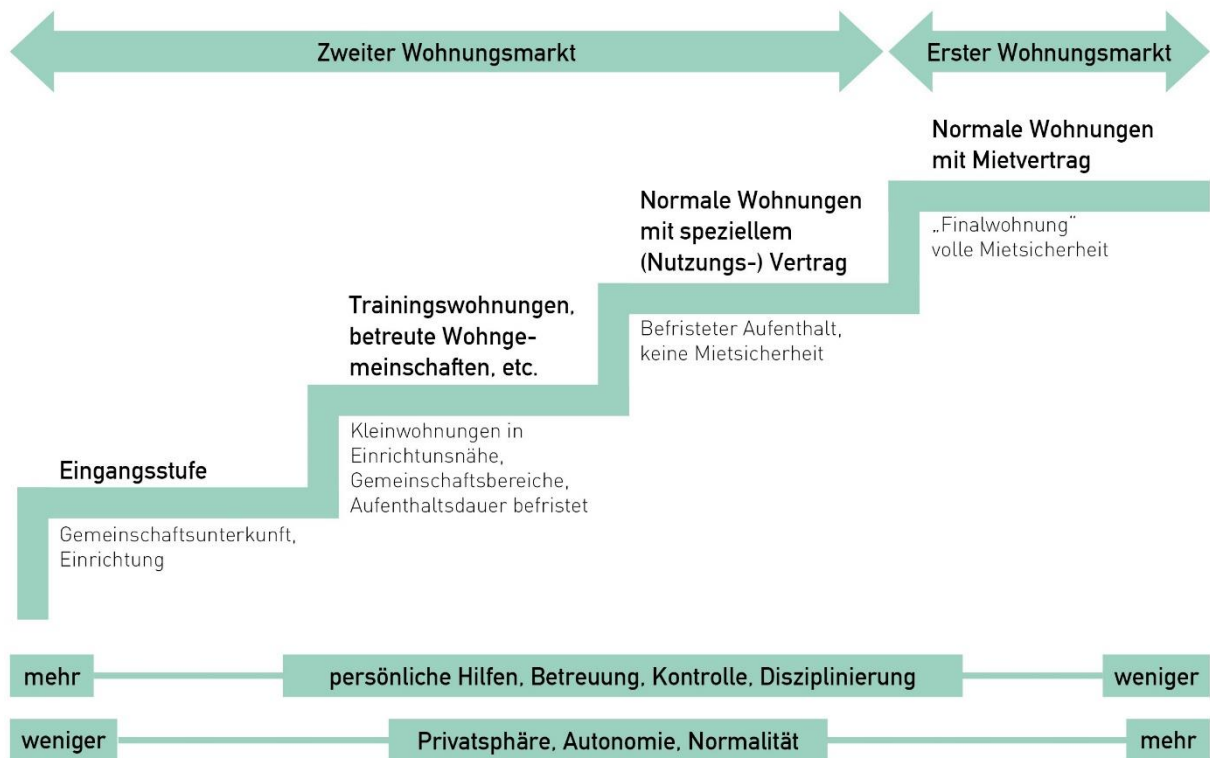 Zweiter Wohnungsmarkt
Erster Wohnungsmarkt
Normale Wohnungen
mit Mietvertrag
„Finalwohnung“
volle Mietsicherheit
Normale Wohnungen
mit speziellem
(Nutzungs-) Vertrag
Befristeter Aufenthalt,
keine Mietsicherheit
Trainingswohnungen,
betreute Wohnge-
meinschaften, etc.
Kleinwohnungen in
Einrichtunsnähe,
Gemeinschaftsbereiche,
Aufenthaltsdauer befristet
Eingangsstufe
Gemeinschaftsunterkunft,
Einrichtung
mehr persönliche Hilfen, Betreuung, Kontrolle, Disziplinierung weniger
weniger Privatsphäre, Autonomie, Normalität mehr